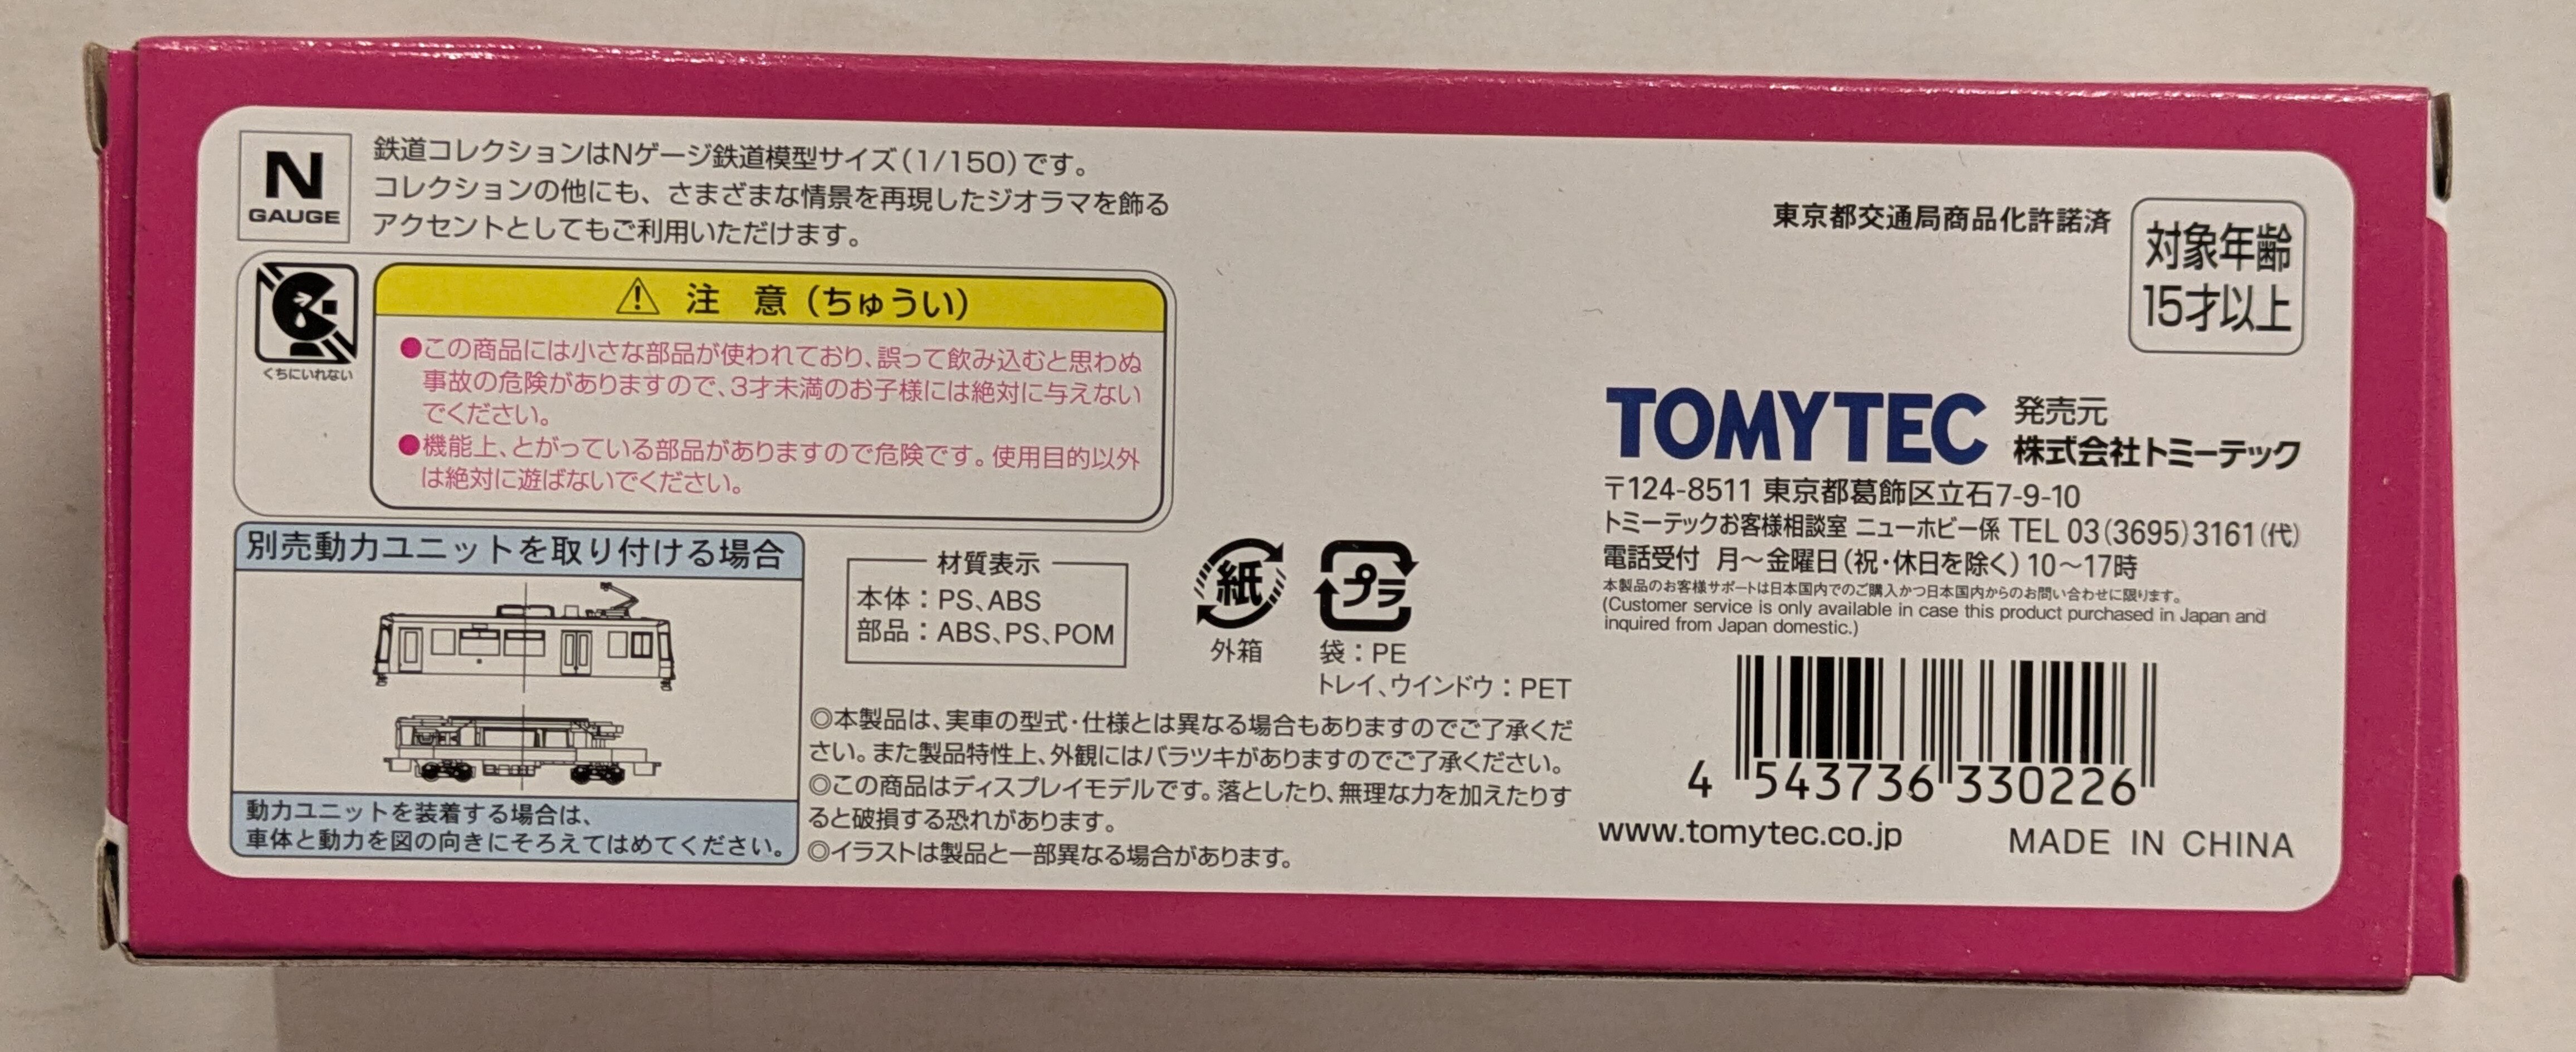 N
GAUGE
鉄道コレクションはNゲージ鉄道模型サイズ(1/150)です。
コレクションの他にも、さまざまな情景を再現したジオラマを飾る
アクセントとしてもご利用いただけます。
くちにいれない
注 意(ちゅうい)
●この商品には小さな部品が使われており、誤って飲み込むと思わぬ
事故の危険がありますので、3才未満のお子様には絶対に与えない
でください。
●機能上、とがっている部品がありますので危険です。使用目的以外
は絶対に遊ばないでください。
別売動力ユニットを取り付ける場合
動力ユニットを装着する場合は、
車体と動力を図の向きにそろえてはめてください。
材質表示
本体:PS、ABS
部品:ABS、PS、POM
紙
外箱
プラ
袋:PE
トレイ、ウインドウ:PET
◎本製品は、実車の型式・仕様とは異なる場合もありますのでご了承くだ
さい。また製品特性上、外観にはバラツキがありますのでご了承ください。
◎この商品はディスプレイモデルです。落としたり、無理な力を加えたりす
ると破損する恐れがあります。
◎イラストは製品と一部異なる場合があります。
東京都交通局商品化許諾済
対象年齢
15才以上
TOMYTEC
発売元
株式会社トミーテック
〒124-8511 東京都葛飾区立石7-9-10
トミーテックお客様相談室 ニューホビー係 TEL 03(3695)3161(代)
電話受付 月〜金曜日(祝・休日を除く)10〜17時
本製品のお客様サポートは日本国内でのご購入かつ日本国内からのお問い合わせに限ります。
(Customer service is only available in case this product purchased in Japan and
inquired from Japan domestic.)
4 543736 330226
www.tomytec.co.jp
MADE IN CHINA